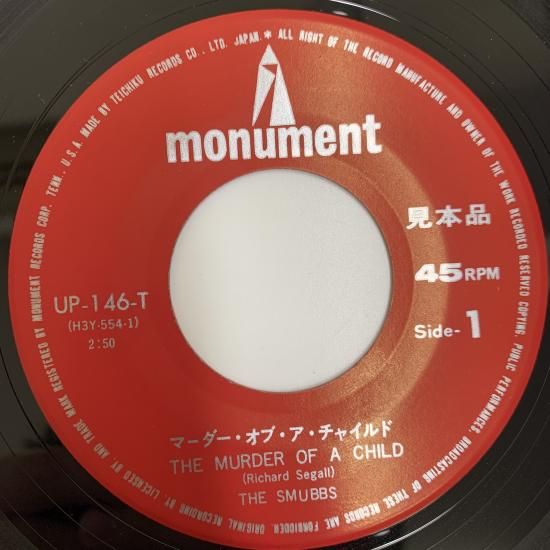 monument
見本品
45 RPM
Side-1
UP-146-T
(H3Y-554-1)
2:50
マーダー・オブ・ア・チャイルド
THE MURDER OF A CHILD
(Richard Segall)
THE SMUBBS
ORIGINAL RECORDING BY LICENSED BY, AND TRADE MARK REGISTERED BY MONUMENT RECORDS CORP. TENN., U.S.A. MADE BY TEICHIKU RECORDS CO., LTD. JAPAN.* ALL RIGHT OF THE RECORD MANUFACTURE AND OWNER OF THE WORK RECORDED RESERVED COPYING, PUBLIC PERFORMANCES, BROADCASTING OF THESE RECORDS ARE FORBIDDEN.